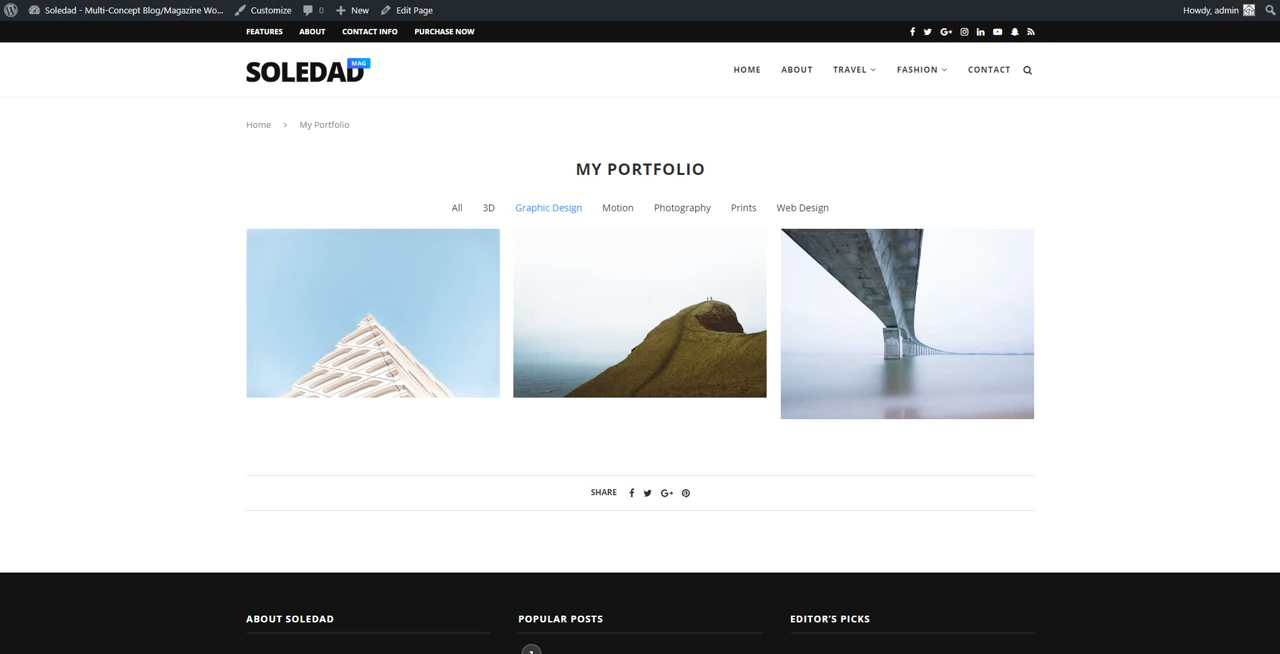 Soledad - Multi-Concept Blog/Magazine Wo... Customize 0 New Edit Page Howdy, admin
FEATURES ABOUT CONTACT INFO PURCHASE NOW
SOLEDAD MAG
HOME ABOUT TRAVEL FASHION CONTACT
Home > My Portfolio
MY PORTFOLIO
All 3D Graphic Design Motion Photography Prints Web Design
SHARE
ABOUT SOLEDAD POPULAR POSTS EDITOR'S PICKS
1